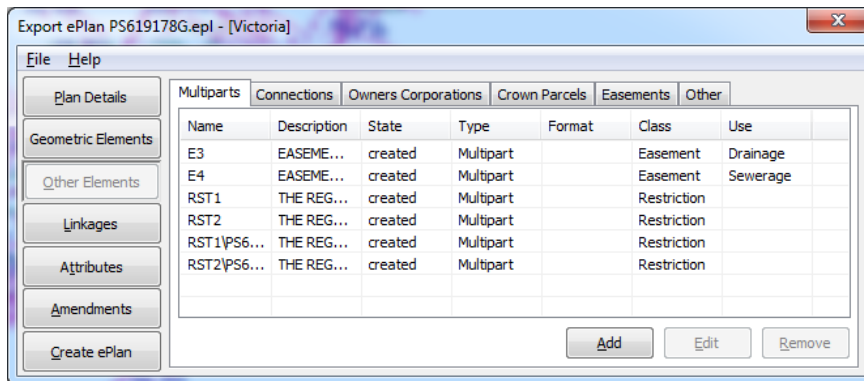 Export ePlan PS619178G.epl - [Victoria]
File Help
Plan Details
Geometric Elements
Other Elements
Linkages
Attributes
Amendments
Create ePlan
Multiparts Connections Owners Corporations Crown Parcels Easements Other
Name Description State Type Format Class Use
E3 EASEME... created Multipart Easement Drainage
E4 EASEME... created Multipart Easement Sewerage
RST1 THE REG... created Multipart Restriction
RST2 THE REG... created Multipart Restriction
RST1\PS6... THE REG... created Multipart Restriction
RST2\PS6... THE REG... created Multipart Restriction
Add Edit Remove